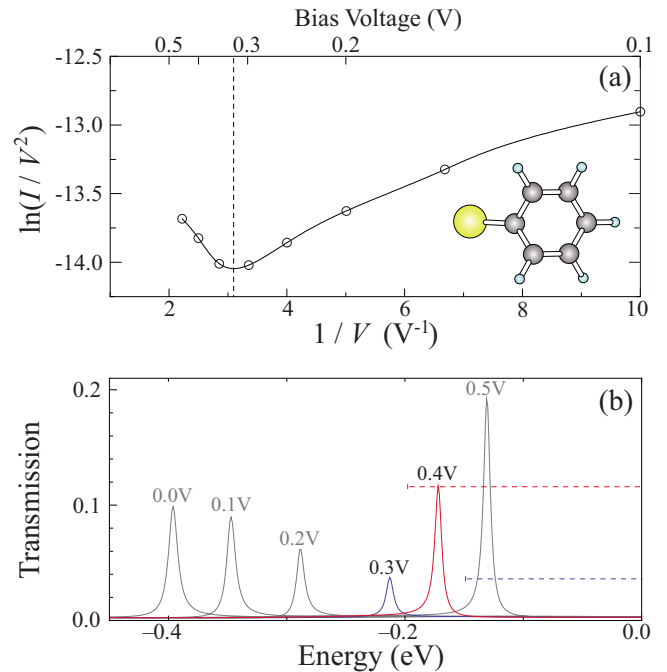 Bias Voltage (V)
0.5 0.3 0.2 0.1
(a)
-12.5
-13.0
-13.5
-14.0
ln(I / V²)
2 4 6 8 10
1 / V (V⁻¹)
(b)
0.2
0.1
0.0
Transmission
0.0V
0.1V
0.2V
0.3V
0.4V
0.5V
−0.4 −0.2 0.0
Energy (eV)